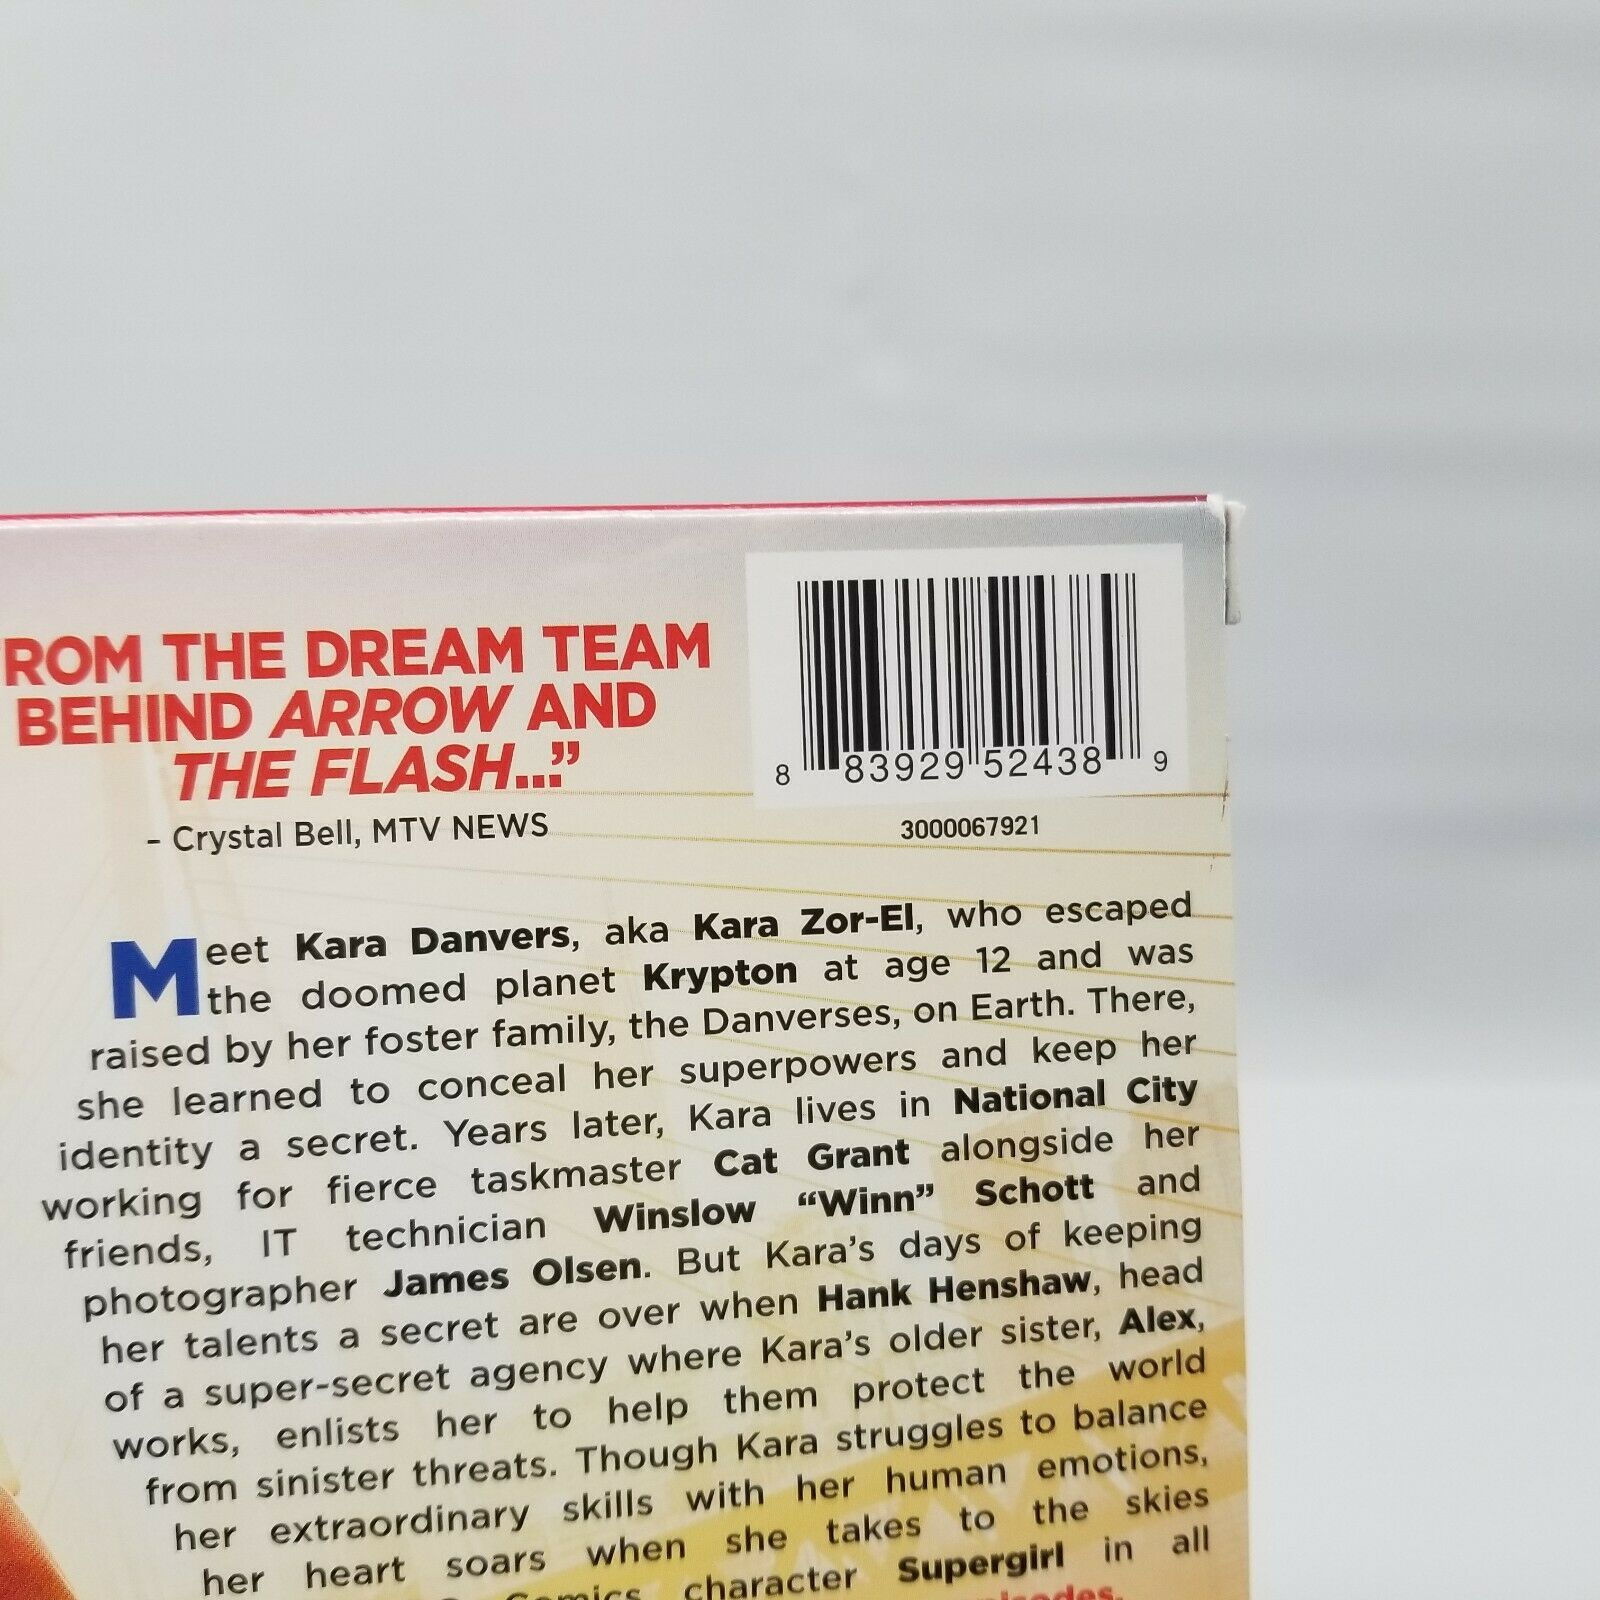 ROM THE DREAM TEAM
BEHIND ARROW AND
THE FLASH..."
– Crystal Bell, MTV NEWS
8 83929 52438 9
3000067921
Meet Kara Danvers, aka Kara Zor-El, who escaped
the doomed planet Krypton at age 12 and was
raised by her foster family, the Danverses, on Earth. There,
she learned to conceal her superpowers and keep her
identity a secret. Years later, Kara lives in National City
working for fierce taskmaster Cat Grant alongside her
friends, IT technician Winslow “Winn” Schott and
photographer James Olsen. But Kara’s days of keeping
her talents a secret are over when Hank Henshaw, head
of a super-secret agency where Kara’s older sister, Alex,
works, enlists her to help them protect the world
from sinister threats. Though Kara struggles to balance
her extraordinary skills with her human emotions,
her heart soars when she takes to the skies
Comics character Supergirl in all
episodes.